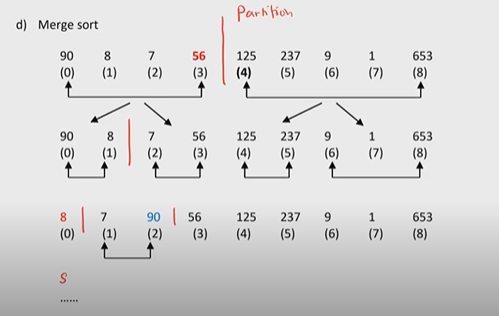 Partition
d) Merge sort
90 8 7 56 125 237 9 1 653
(0) (1) (2) (3) (4) (5) (6) (7) (8)
90 8 7 56 125 237 9 1 653
(0) (1) (2) (3) (4) (5) (6) (7) (8)
8 7 90 56 125 237 9 1 653
(0) (1) (2) (3) (4) (5) (6) (7) (8)
S
......